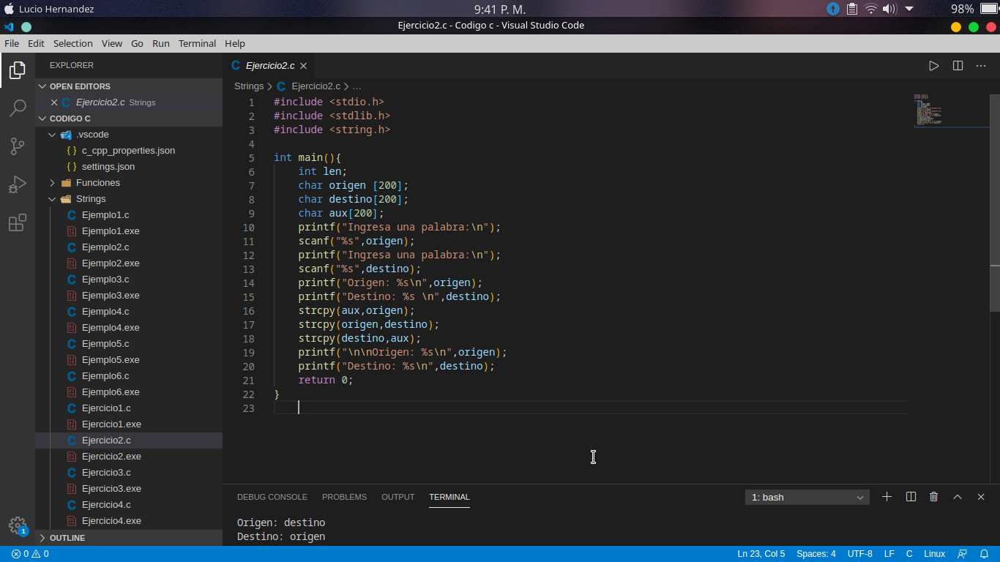 Lucio Hernandez 9:41 P. M. 98%
Ejercicio2.c - Codigo c - Visual Studio Code
File Edit Selection View Go Run Terminal Help
EXPLORER
OPEN EDITORS
Ejercicio2.c Strings
CODIGO C
.vscode
{ } c_cpp_properties.json
{ } settings.json
Funciones
Strings
C Ejemplo1.c
Ejemplo1.exe
C Ejemplo2.c
Ejemplo2.exe
C Ejemplo3.c
Ejemplo3.exe
C Ejemplo4.c
Ejemplo4.exe
C Ejemplo5.c
Ejemplo5.exe
C Ejemplo6.c
Ejemplo6.exe
C Ejercicio1.c
Ejercicio1.exe
C Ejercicio2.c
Ejercicio2.exe
C Ejercicio3.c
Ejercicio3.exe
C Ejercicio4.c
Ejercicio4.exe
OUTLINE
C Ejercicio2.c
Strings > C Ejercicio2.c > ...
1 #include <stdio.h>
2 #include <stdlib.h>
3 #include <string.h>
4
5 int main(){
6     int len;
7     char origen [200];
8     char destino[200];
9     char aux[200];
10     printf("Ingresa una palabra:\n");
11     scanf("%s",origen);
12     printf("Ingresa una palabra:\n");
13     scanf("%s",destino);
14     printf("Origen: %s\n",origen);
15     printf("Destino: %s \n",destino);
16     strcpy(aux,origen);
17     strcpy(origen,destino);
18     strcpy(destino,aux);
19     printf("\n\nOrigen: %s\n",origen);
20     printf("Destino: %s\n",destino);
21     return 0;
22 }
23
DEBUG CONSOLE PROBLEMS OUTPUT TERMINAL 1: bash
Origen: destino
Destino: origen
1
0 0 Ln 23, Col 5 Spaces: 4 UTF-8 LF C Linux